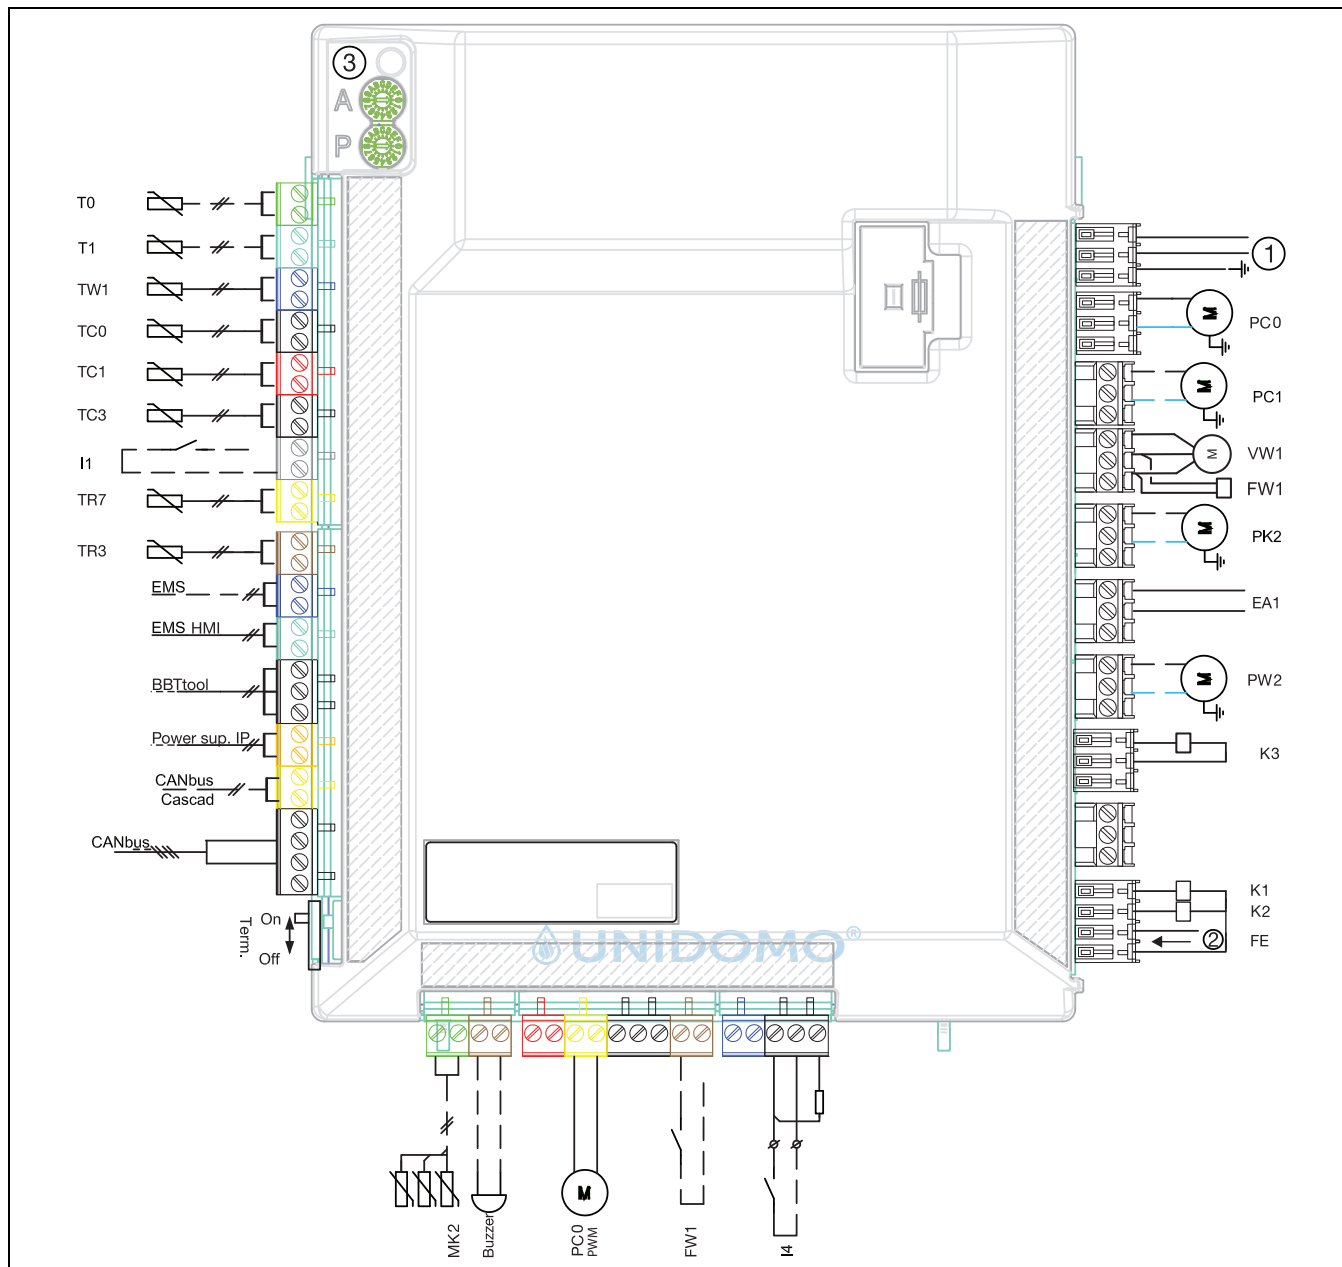 3
A
P
T0
T1
TW1
TC0
TC1
TC3
I1
TR7
TR3
EMS
EMS HMI
BBTtool
Power sup. IP
CANbus
Cascad
CANbus
On
Term.
Off
1
PC0
M
PC1
M
VW1
M
FW1
PK2
M
EA1
PW2
M
K3
K1
K2
2
FE
UNIDOMO®
MK2
Buzzer
M
PC0
PWM
FW1
I4